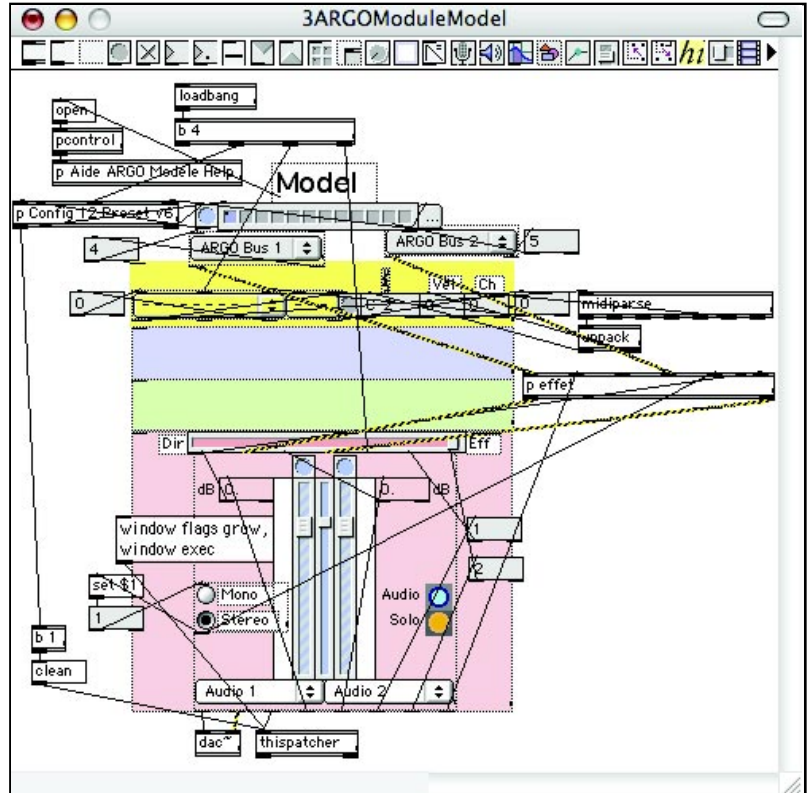 3ARGOModuleModel
hi
loadbang
open
b 4
pcontrol
p Aide ARGO Modele Help
Model
p Config 12 Preset v6
...
4
ARGO Bus 1
ARGO Bus 2
5
Vel
Ch
0
C
0
0
0
midiparse
unpack
p effet
Dir
Eff
dB
0.
0.
dB
window flags grow,
window exec
1
2
set $1
Mono
Audio
1
Stereo
Solo
b 1
clean
Audio 1
Audio 2
dac~
thispatcher